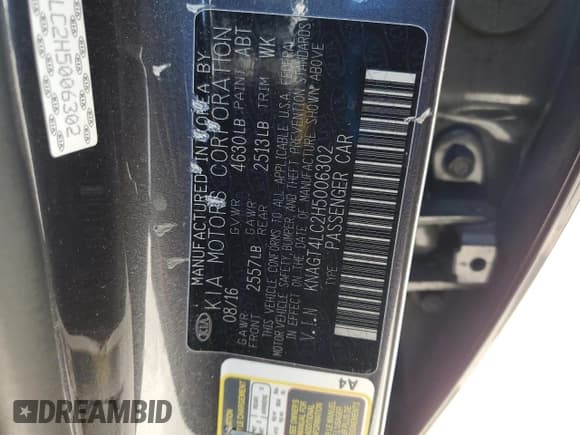 LC2H5006302
MANUFACTURED IN KOREA BY
KIA MOTORS CORPORATION
08/16 GVWR 4630LB PAINT ABT
GAWR FRONT 2557LB GAWR REAR 2513LB TRIM WK
THIS VEHICLE CONFORMS TO ALL APPLICABLE U.S.A. FEDERAL
MOTOR VEHICLE SAFETY, BUMPER, AND THEFT PREVENTION STANDARDS
IN EFFECT ON THE DATE OF MANUFACTURE SHOWN ABOVE.
V.I.N KNAGT4LC2H5006302
TYPE: PASSENGER CAR
KIA
A4
DREAMBID